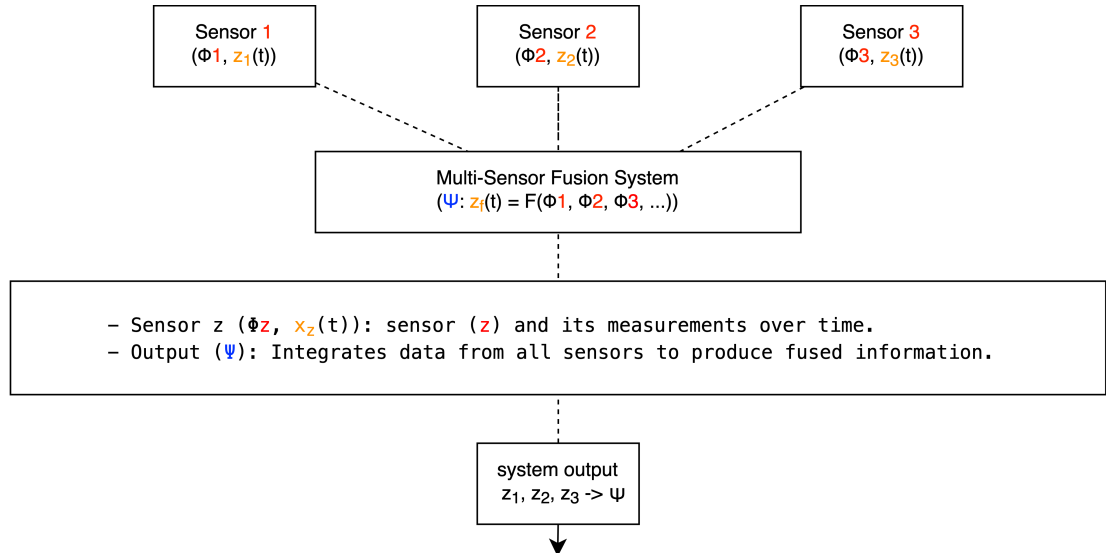 Sensor 1
(Φ1, z₁(t))
Sensor 2
(Φ2, z₂(t))
Sensor 3
(Φ3, z₃(t))
Multi-Sensor Fusion System
(Ψ: z_f(t) = F(Φ1, Φ2, Φ3, ...))
– Sensor z (Φz, x_z(t)): sensor (z) and its measurements over time.
– Output (Ψ): Integrates data from all sensors to produce fused information.
system output
z₁, z₂, z₃ -> Ψ